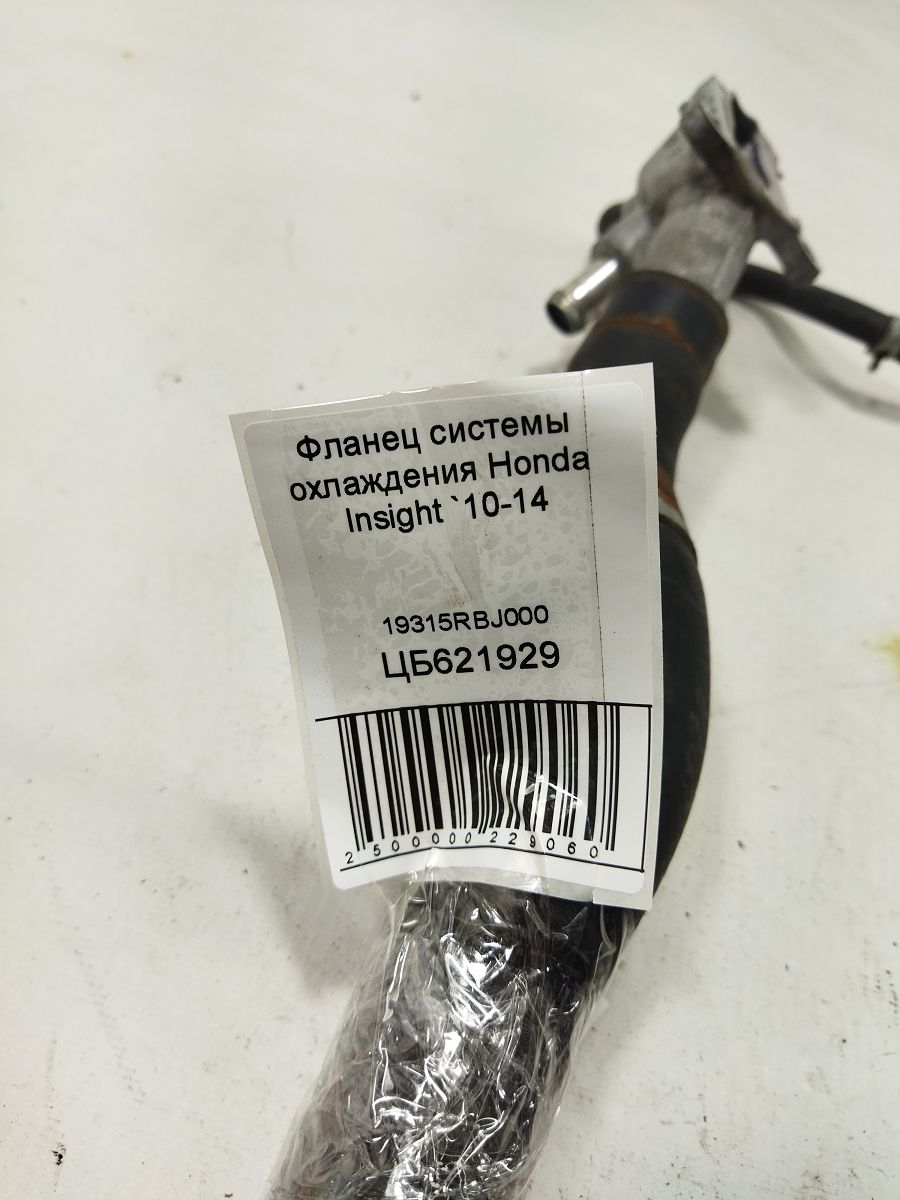 Фланец системы
охлаждения Honda
Insight `10-14
19315RBJ000
ЦБ621929
2500000229060